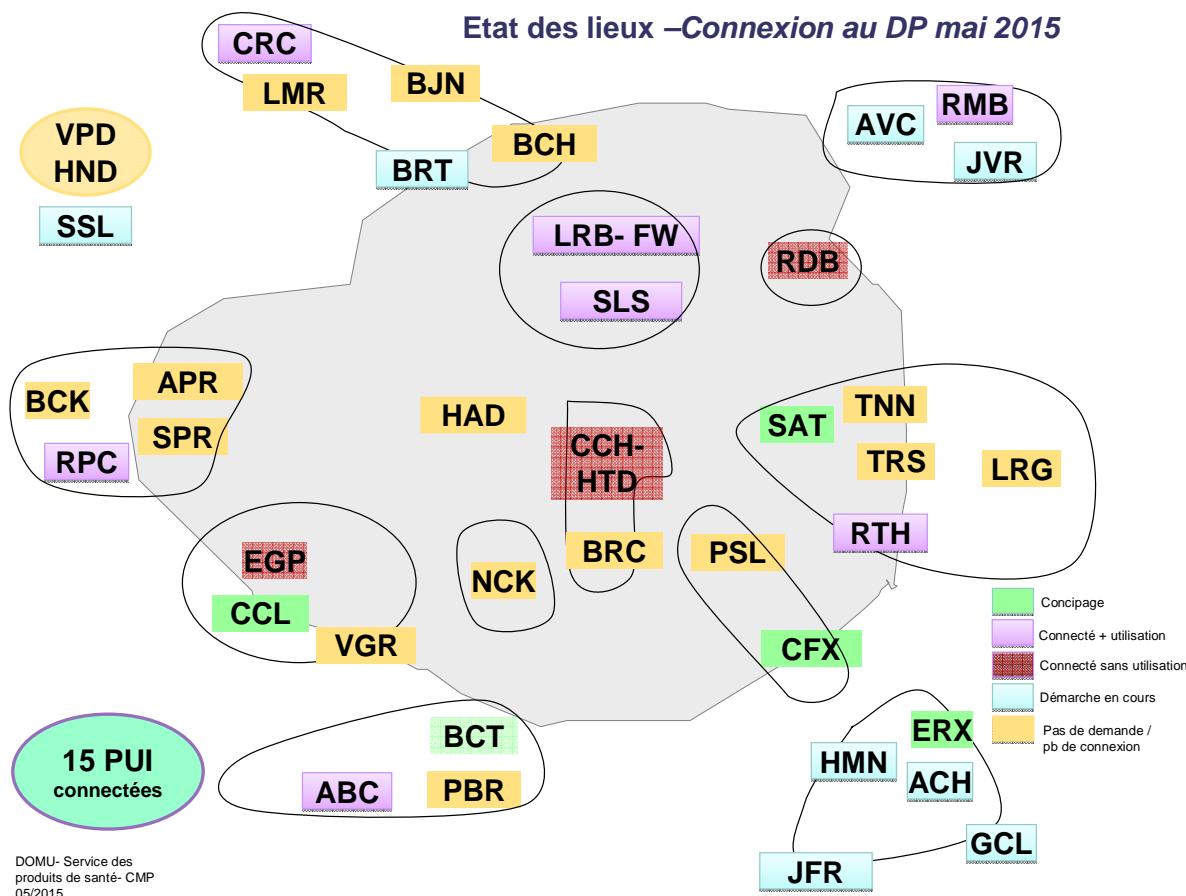 Etat des lieux –Connexion au DP mai 2015
CRC
LMR
BJN
BCH
BRT
AVC
RMB
JVR
VPD
HND
SSL
LRB- FW
SLS
RDB
BCK
APR
SPR
RPC
HAD
CCH-
HTD
BRC
SAT
TNN
TRS
LRG
RTH
EGP
CCL
VGR
NCK
PSL
CFX
Concipage
Connecté + utilisation
Connecté sans utilisation
Démarche en cours
Pas de demande /
pb de connexion
15 PUI
connectées
BCT
ABC
PBR
ERX
HMN
ACH
GCL
JFR
DOMU- Service des
produits de santé- CMP
05/2015